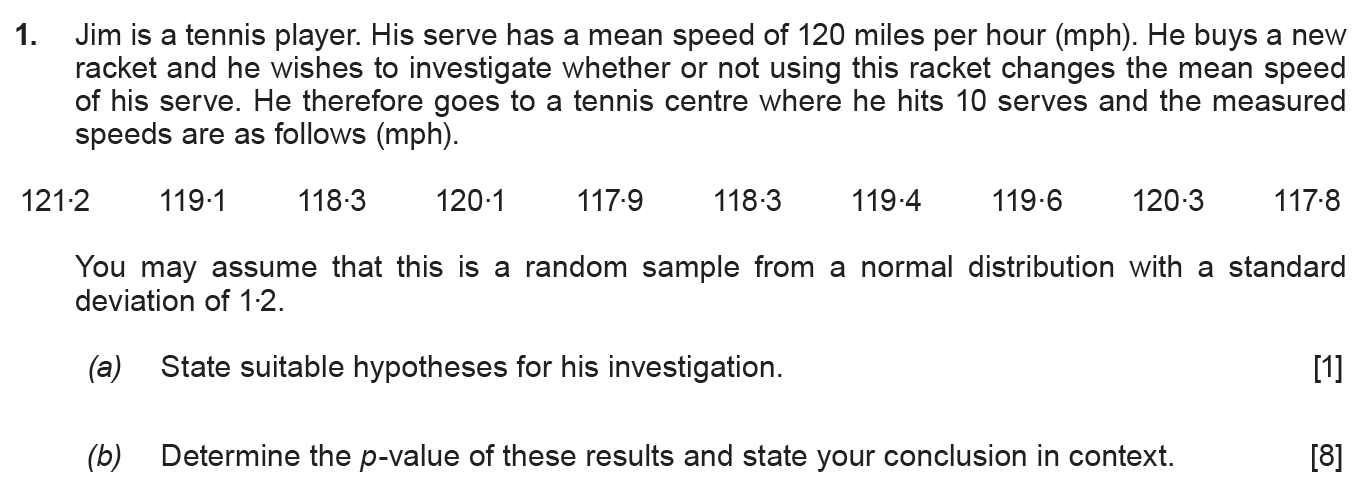 1. Jim is a tennis player. His serve has a mean speed of 120 miles per hour (mph). He buys a new
racket and he wishes to investigate whether or not using this racket changes the mean speed
of his serve. He therefore goes to a tennis centre where he hits 10 serves and the measured
speeds are as follows (mph).
121·2 119·1 118·3 120·1 117·9 118·3 119·4 119·6 120·3 117·8
You may assume that this is a random sample from a normal distribution with a standard
deviation of 1·2.
(a) State suitable hypotheses for his investigation. [1]
(b) Determine the p-value of these results and state your conclusion in context. [8]